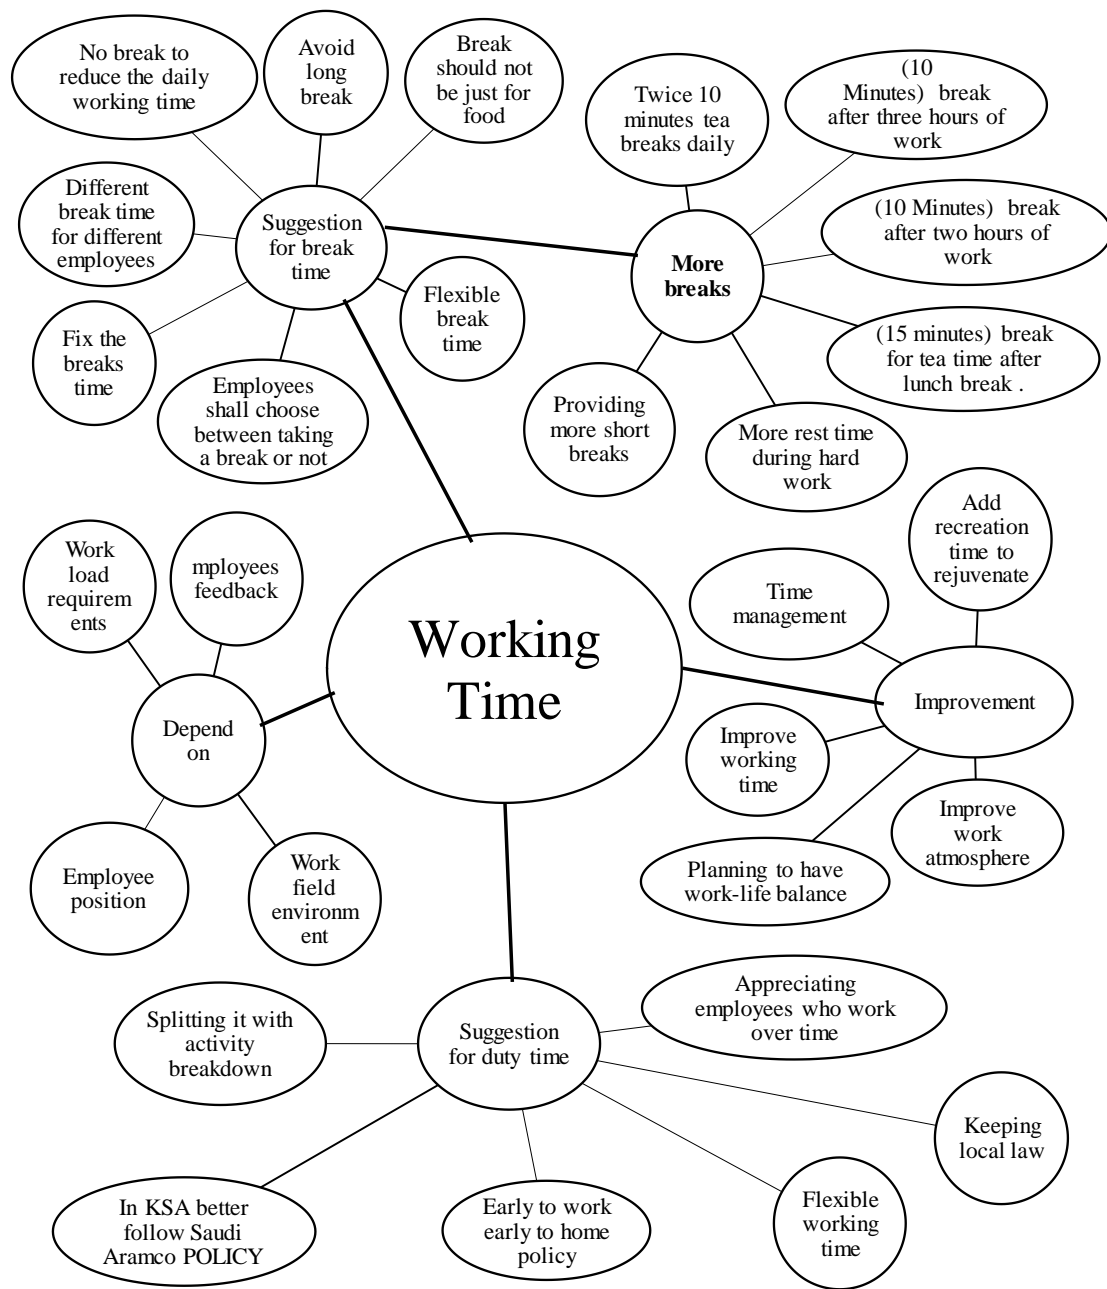 No break to
reduce the daily
working time
Avoid
long
break
Break
should not
be just for
food
Twice 10
minutes tea
breaks daily
(10
Minutes) break
after three hours of
work
Different
break time
for different
employees
Suggestion
for break
time
More
breaks
(10 Minutes) break
after two hours of
work
Fix the
breaks
time
Flexible
break
time
(15 minutes) break
for tea time after
lunch break .
Employees
shall choose
between taking
a break or not
Providing
more short
breaks
More rest time
during hard
work
Add
recreation
time to
rejuvenate
Work
load
requirem
ents
mployees
feedback
Time
management
Working
Time
Improvement
Depend
on
Improve
working
time
Improve
work
atmosphere
Employee
position
Work
field
environm
ent
Planning to have
work-life balance
Splitting it with
activity
breakdown
Suggestion
for duty time
Appreciating
employees who work
over time
Keeping
local law
In KSA better
follow Saudi
Aramco POLICY
Early to work
early to home
policy
Flexible
working
time